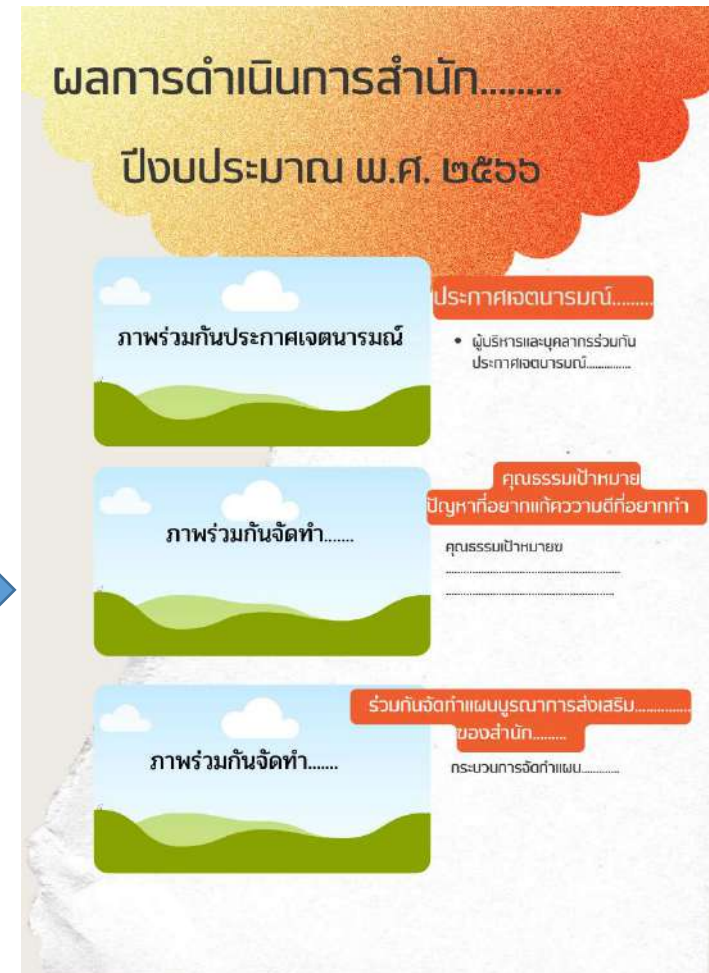 ผลการดำเนินการสำนัก.........
ปีงบประมาณ พ.ศ. ๒๕๖๖
ภาพร่วมกันประกาศเจตนารมณ์
ประกาศเจตนารมณ์.........
• ผู้บริหารและบุคลากรร่วมกัน
ประกาศเจตนารมณ์...............
ภาพร่วมกันจัดทำ.......
คุณธรรมเป้าหมาย
ปัญหาที่อยากแก้คววามดีที่อยากทำ
คุณธรรมเป้าหมายข
............................................................
..........................................................
ภาพร่วมกันจัดทำ.......
ร่วมกันจัดทำแผนบูรณาการส่งเสริม...............
ของสำนัก.........
กระบวนการจัดทำแผน.............